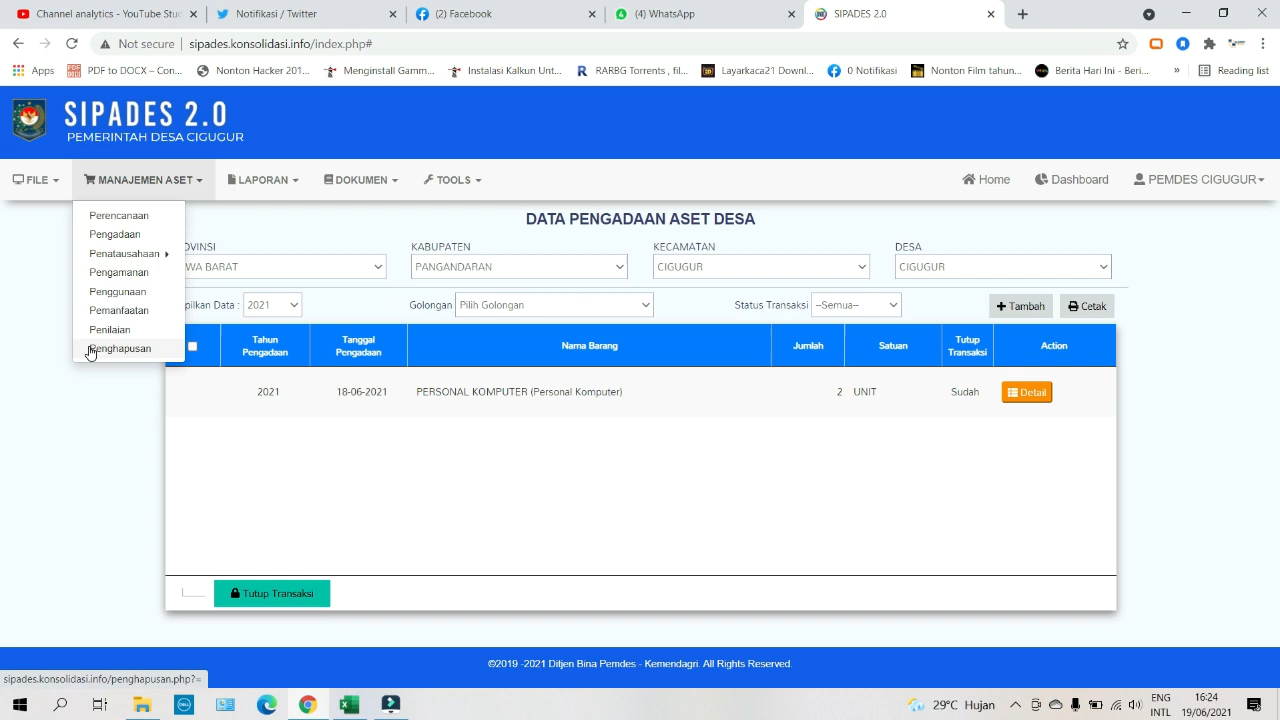 Channel analytics - YouTube Stu
Notifikasi / Twitter
(2) Facebook
(4) WhatsApp
SIPADES 2.0
Not secure | sipades.konsolidasi.info/index.php#
Apps
PDF to DOCX – Con...
Nonton Hacker 201...
Menginstall Gamm...
Instalasi Kalkun Unt...
RARBG Torrents , fil...
Layarkaca21 Downl...
0 Notifikasi
Nonton Film tahun...
Berita Hari Ini - Beri...
»
Reading list
SIPADES 2.0
PEMERINTAH DESA CIGUGUR
FILE
MANAJEMEN ASET
LAPORAN
DOKUMEN
TOOLS
Home
Dashboard
PEMDES CIGUGUR
Perencanaan
Pengadaan
Penatausahaan
Pengamanan
Penggunaan
Pemanfaatan
Penilaian
Penghapusan
DATA PENGADAAN ASET DESA
OVINSI
KABUPATEN
KECAMATAN
DESA
WA BARAT
PANGANDARAN
CIGUGUR
CIGUGUR
pilkan Data :
2021
Golongan
Pilih Golongan
Status Transaksi
--Semua--
Tambah
Cetak
Tahun Pengadaan
Tanggal Pengadaan
Nama Barang
Jumlah
Satuan
Tutup Transaksi
Action
2021
18-06-2021
PERSONAL KOMPUTER (Personal Komputer)
2
UNIT
Sudah
Detail
Tutup Transaksi
©2019 -2021 Ditjen Bina Pemdes - Kemendagri. All Rights Reserved.
sipades.konsolidasi.info/penghapusan.php?=
29°C Hujan
ENG
INTL
16:24
19/06/2021